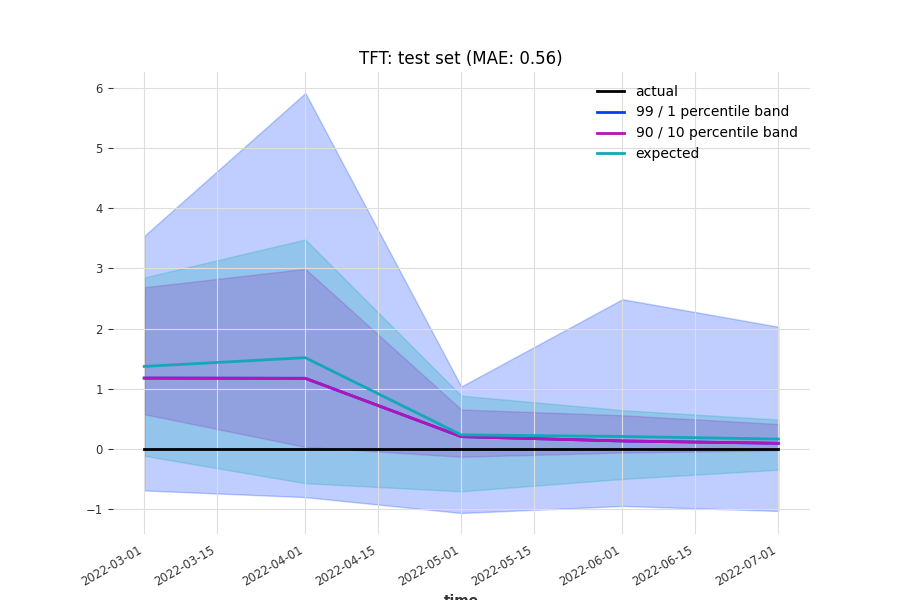 TFT: test set (MAE: 0.56)
actual
99 / 1 percentile band
90 / 10 percentile band
expected
6
5
4
3
2
1
0
−1
2022-03-01
2022-03-15
2022-04-01
2022-04-15
2022-05-01
2022-05-15
2022-06-01
2022-06-15
2022-07-01
time